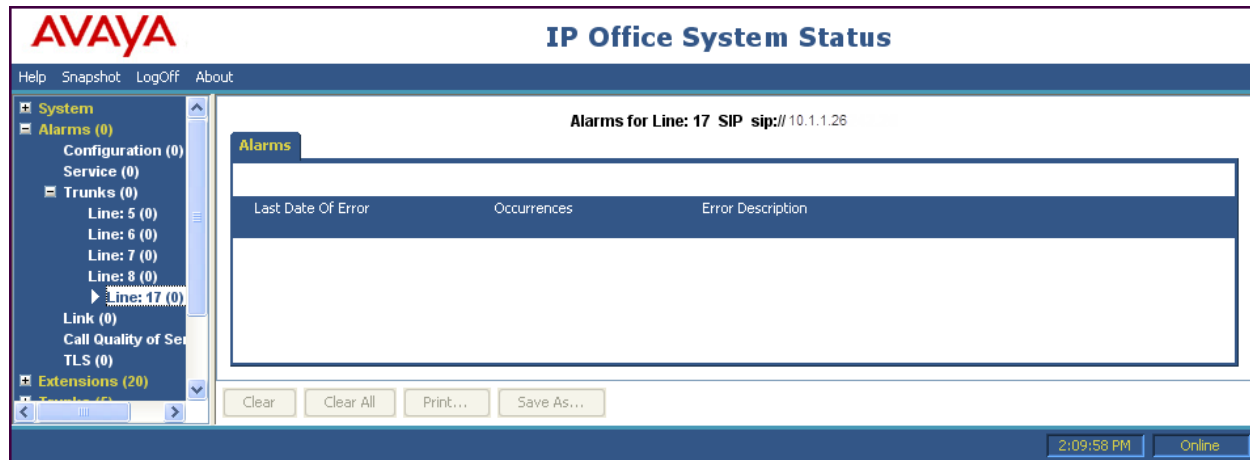 AVAYA
IP Office System Status
Help Snapshot LogOff About
System
Alarms (0)
Configuration (0)
Service (0)
Trunks (0)
Line: 5 (0)
Line: 6 (0)
Line: 7 (0)
Line: 8 (0)
Line: 17 (0)
Link (0)
Call Quality of Ser
TLS (0)
Extensions (20)
Trunks (5)
Alarms for Line: 17 SIP sip://10.1.1.26
Alarms
Last Date Of Error Occurrences Error Description
Clear Clear All Print... Save As...
2:09:58 PM Online